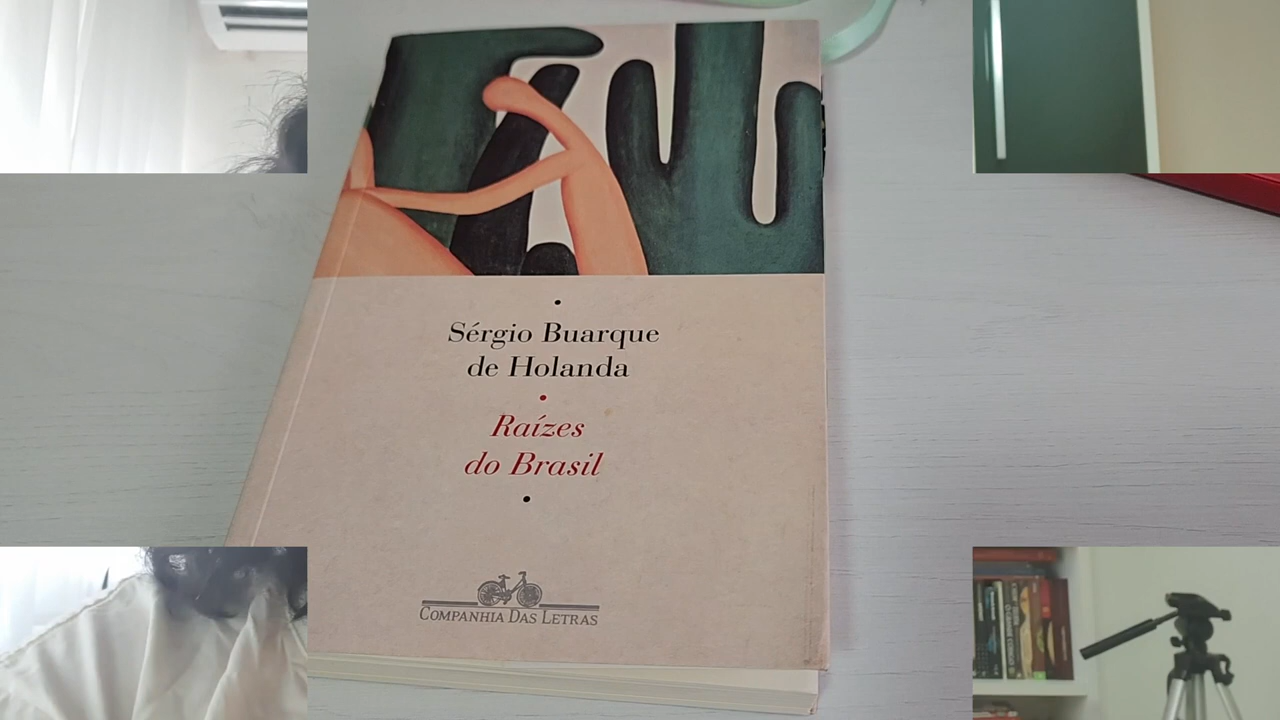 Sérgio Buarque
de Holanda
Raízes
do Brasil
COMPANHIA DAS LETRAS